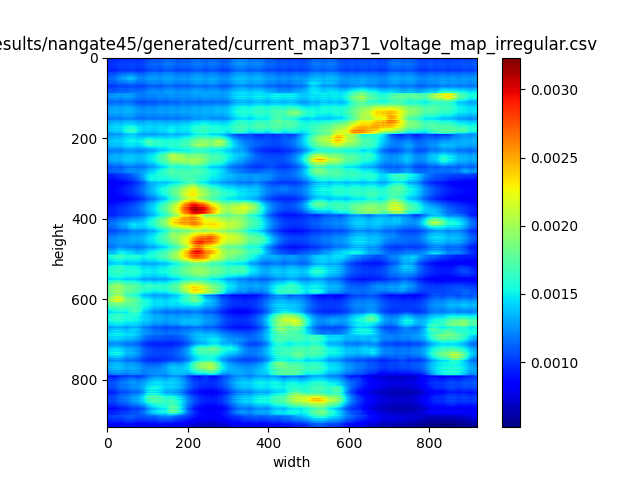 esults/nangate45/generated/current_map371_voltage_map_irregular.csv
0
200
400
600
800
height
0 200 400 600 800
width
0.0030
0.0025
0.0020
0.0015
0.0010